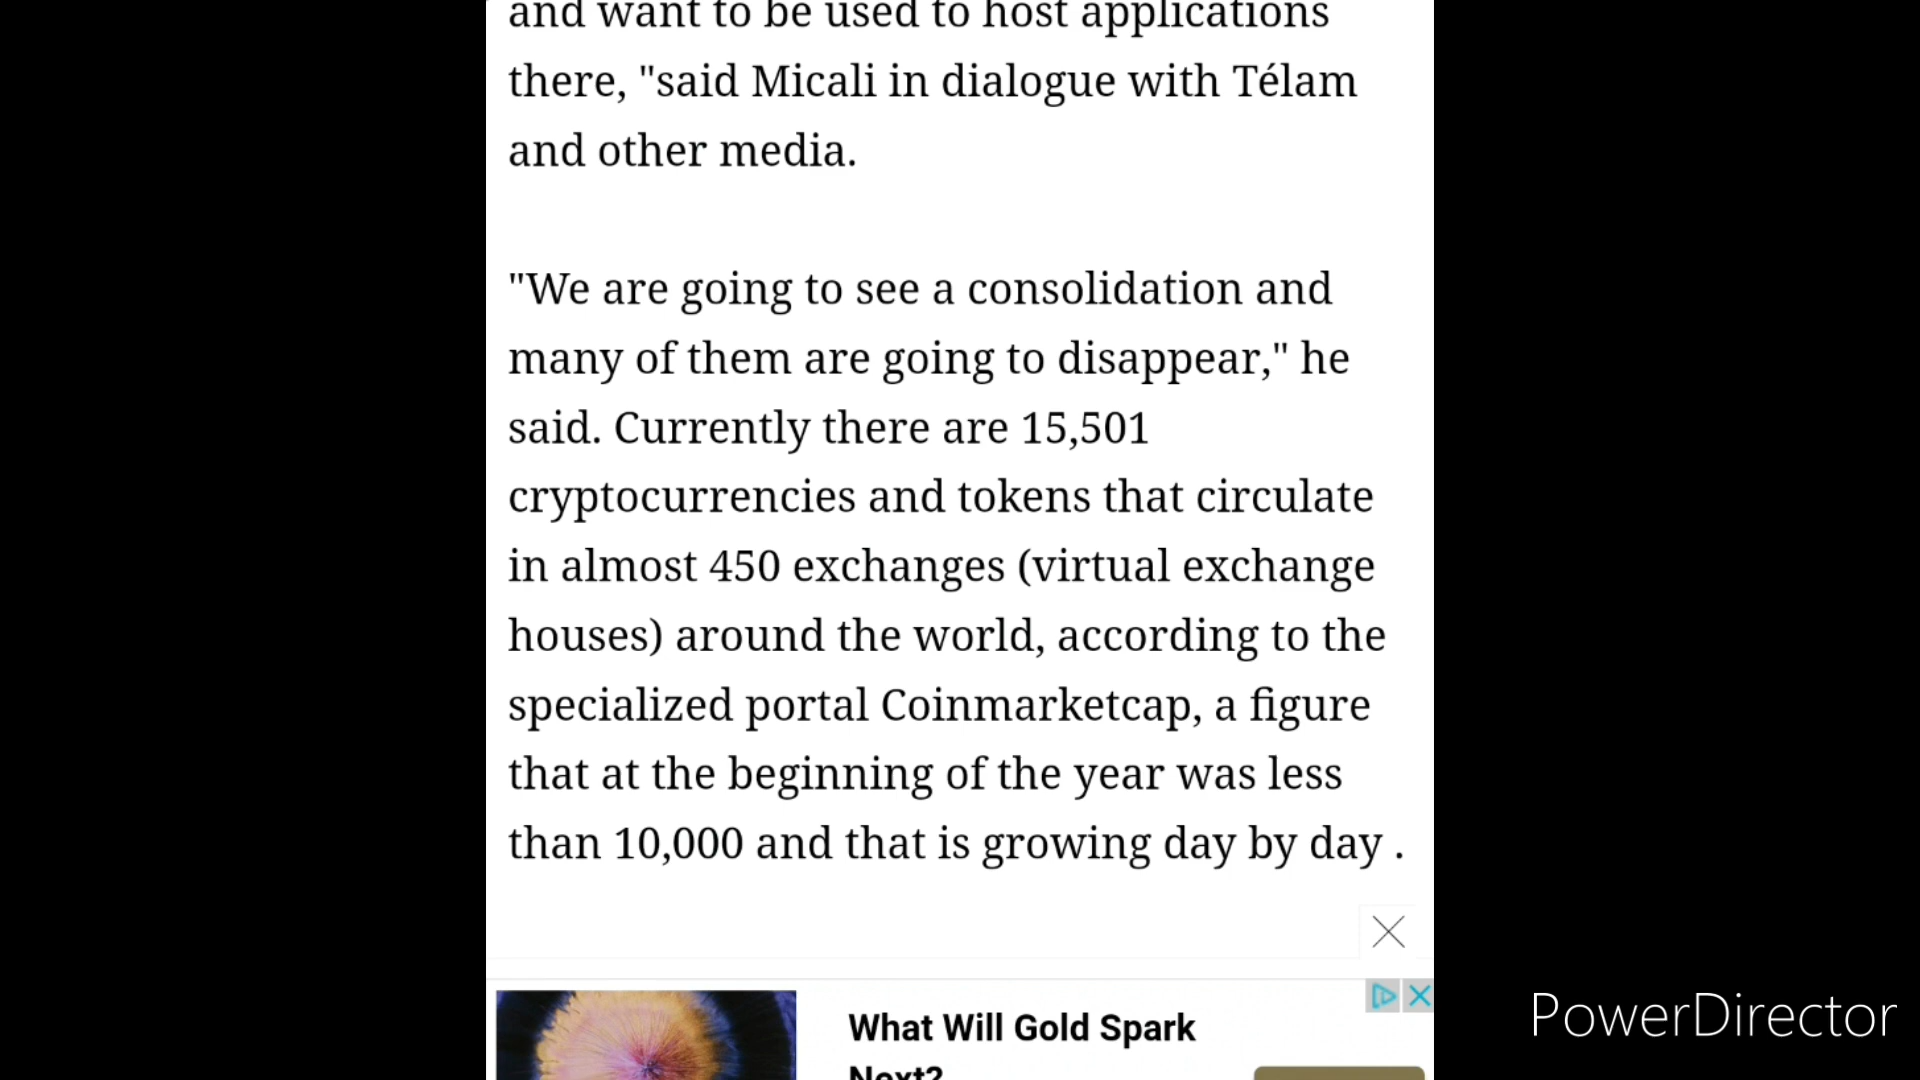 and want to be used to host applications
there, "said Micali in dialogue with Télam
and other media.
"We are going to see a consolidation and
many of them are going to disappear," he
said. Currently there are 15,501
cryptocurrencies and tokens that circulate
in almost 450 exchanges (virtual exchange
houses) around the world, according to the
specialized portal Coinmarketcap, a figure
that at the beginning of the year was less
than 10,000 and that is growing day by day .
What Will Gold Spark
Next?
PowerDirector